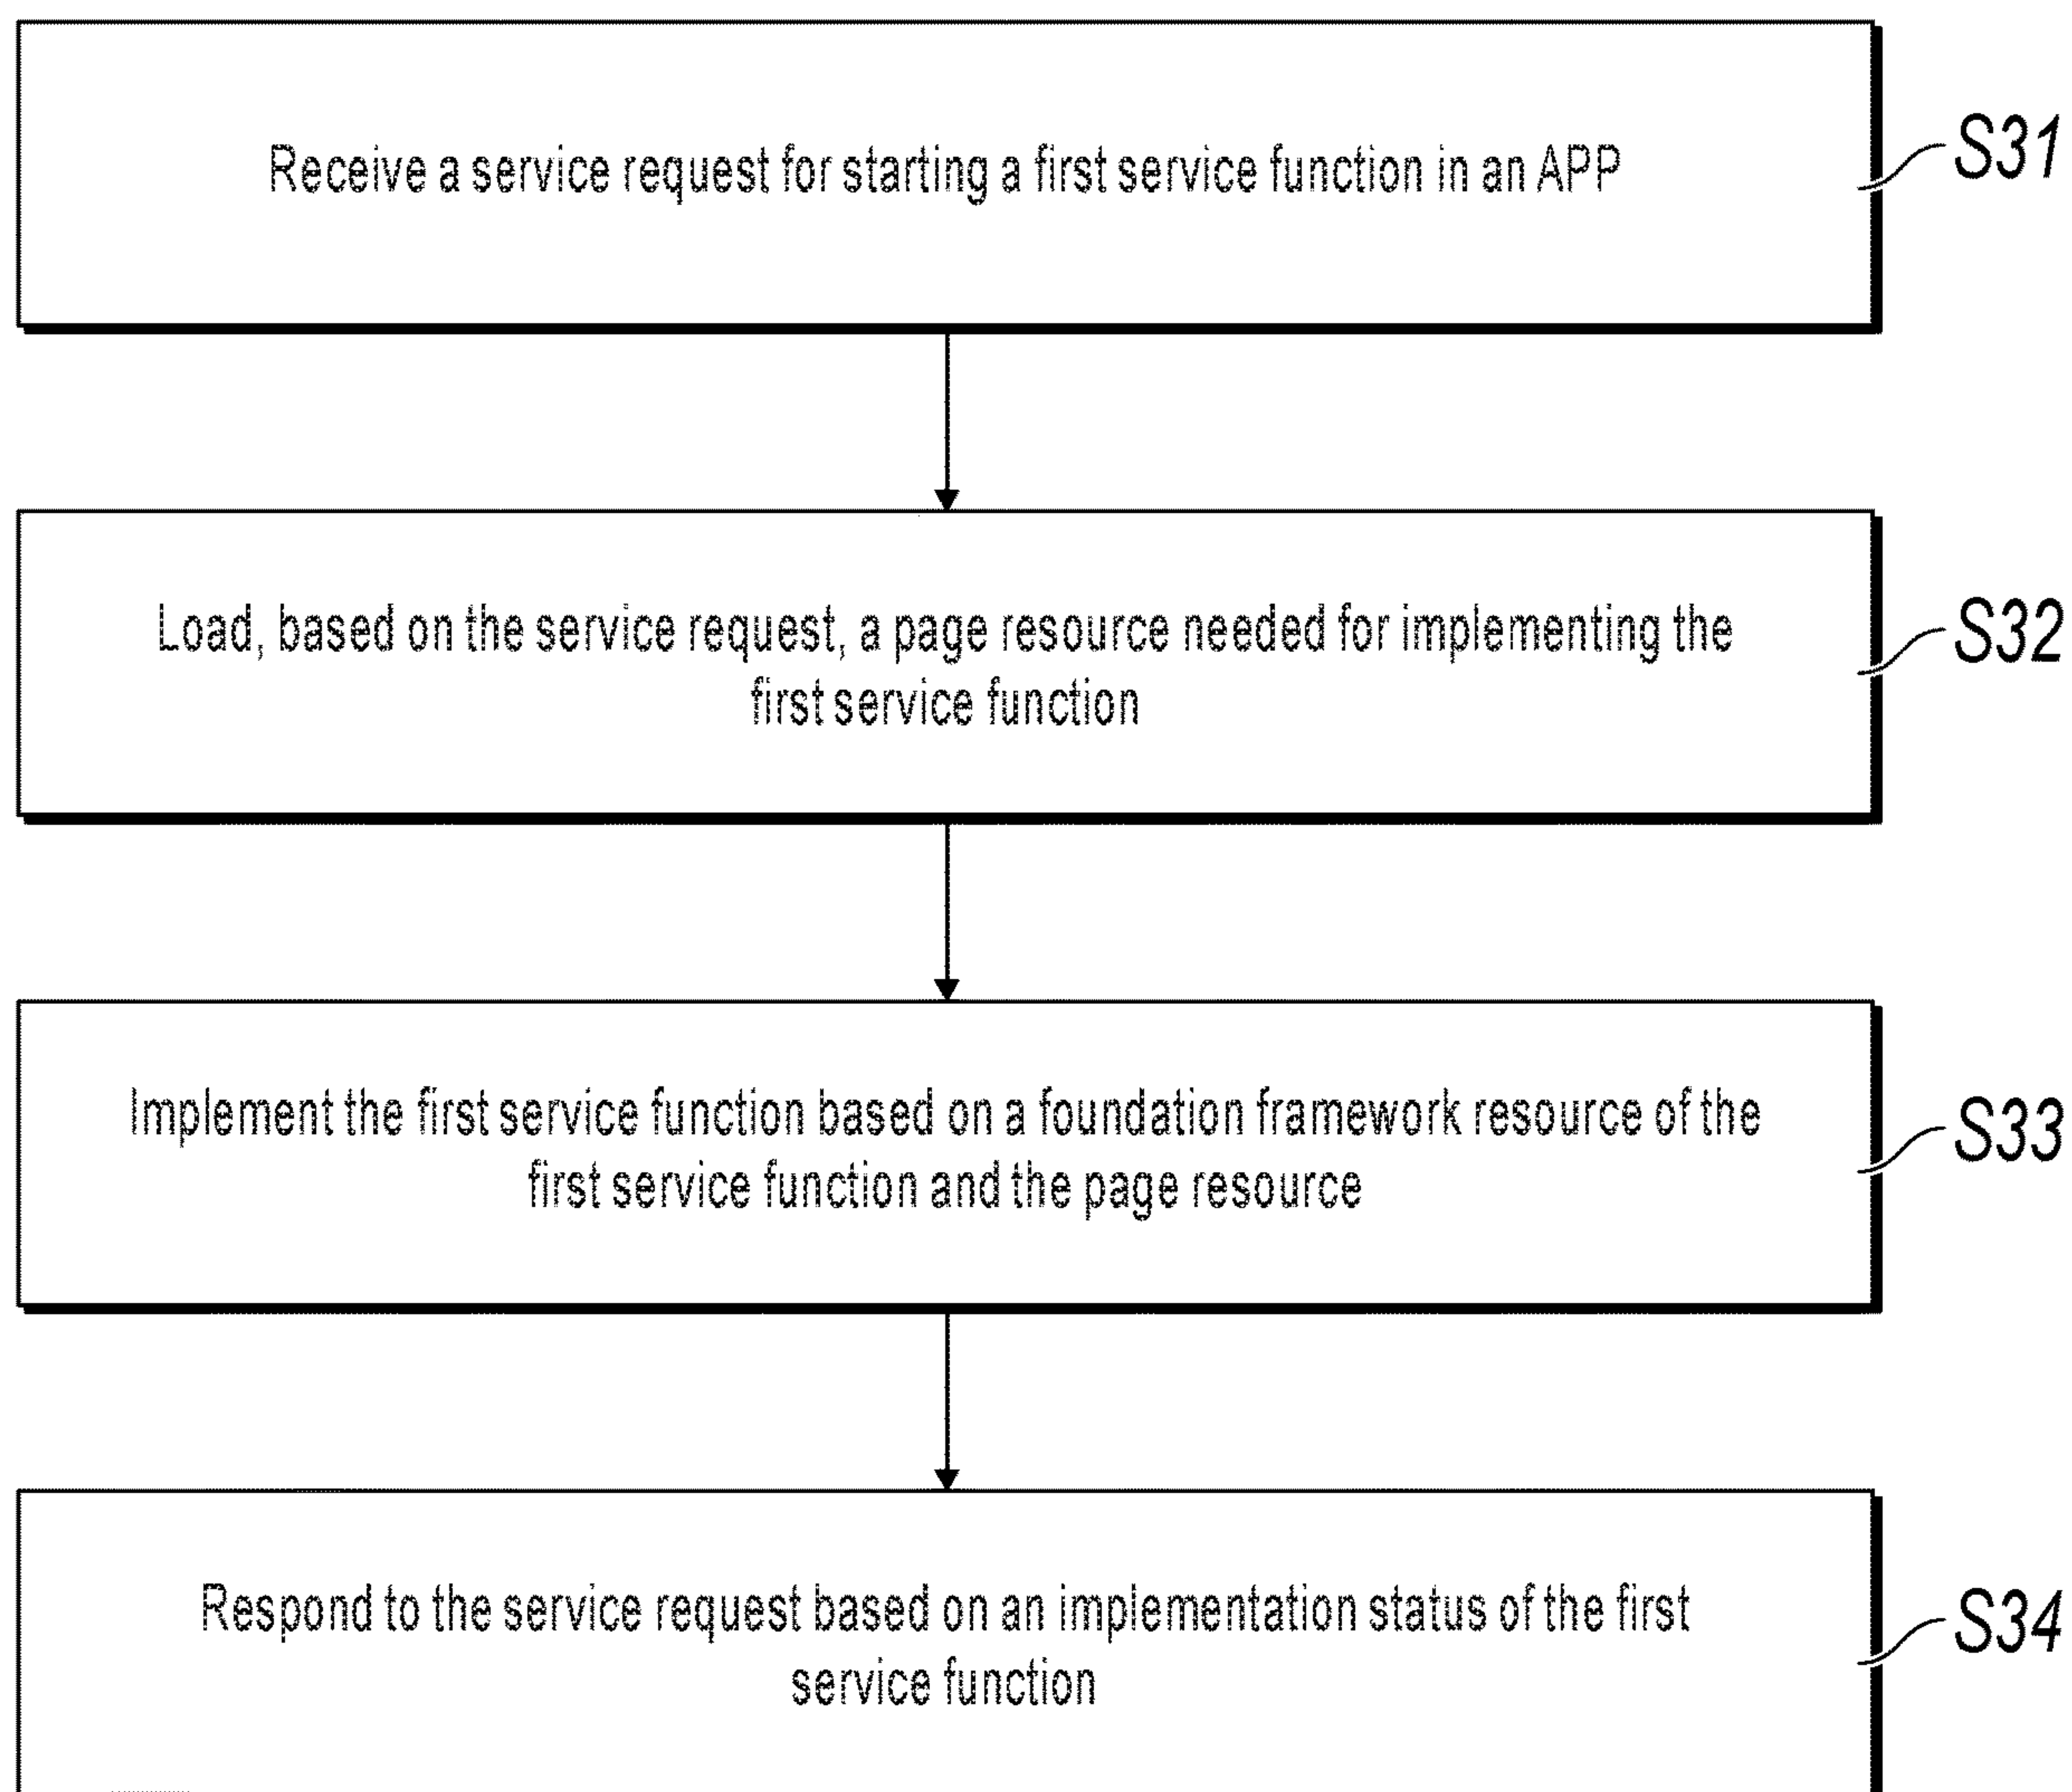 Receive a service request for starting a first service function in an APP
S31
Load, based on the service request, a page resource needed for implementing the
first service function
S32
Implement the first service function based on a foundation framework resource of the
first service function and the page resource
S33
Respond to the service request based on an implementation status of the first
service function
S34